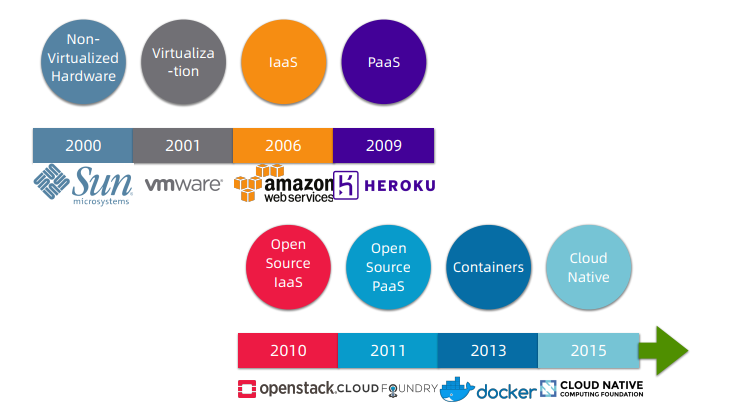 Non-
Virtualized
Hardware
Virtualiza
-tion
IaaS
PaaS
2000
2001
2006
2009
Sun
microsystems
vmware
amazon
web services
HEROKU
Open
Source
IaaS
Open
Source
PaaS
Containers
Cloud
Native
2010
2011
2013
2015
openstack
CLOUD FOUNDRY
docker
CLOUD NATIVE
COMPUTING FOUNDATION